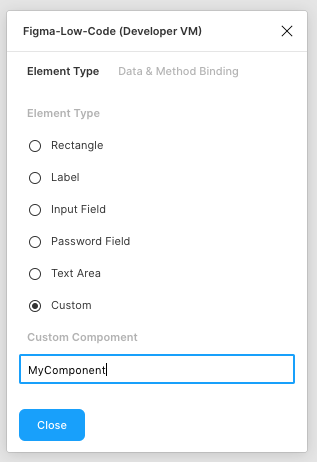 Figma-Low-Code (Developer VM)
Element Type Data & Method Binding
Element Type
Rectangle
Label
Input Field
Password Field
Text Area
Custom
Custom Component
MyComponent
Close